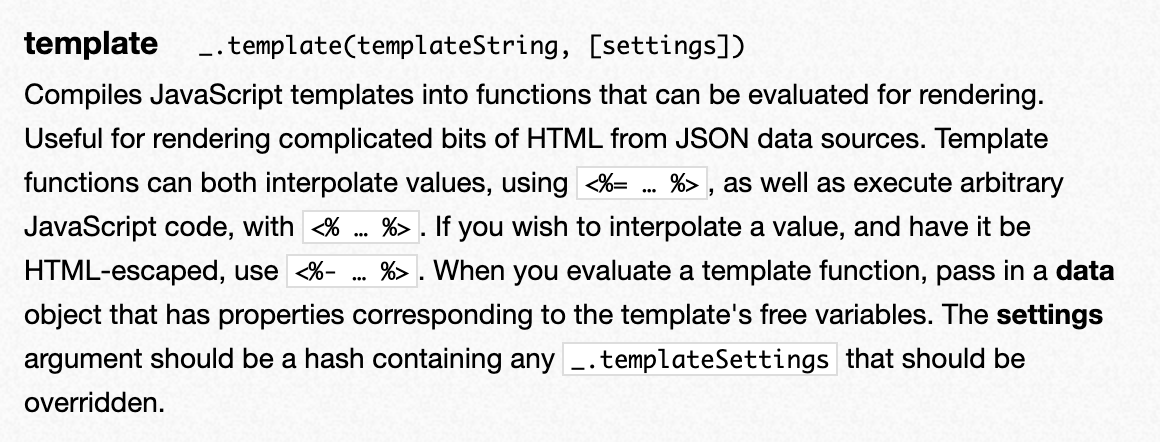 template _.template(templateString, [settings])
Compiles JavaScript templates into functions that can be evaluated for rendering.
Useful for rendering complicated bits of HTML from JSON data sources. Template
functions can both interpolate values, using <%= … %>, as well as execute arbitrary
JavaScript code, with <% … %>. If you wish to interpolate a value, and have it be
HTML-escaped, use <%- … %>. When you evaluate a template function, pass in a data
object that has properties corresponding to the template's free variables. The settings
argument should be a hash containing any _.templateSettings that should be
overridden.